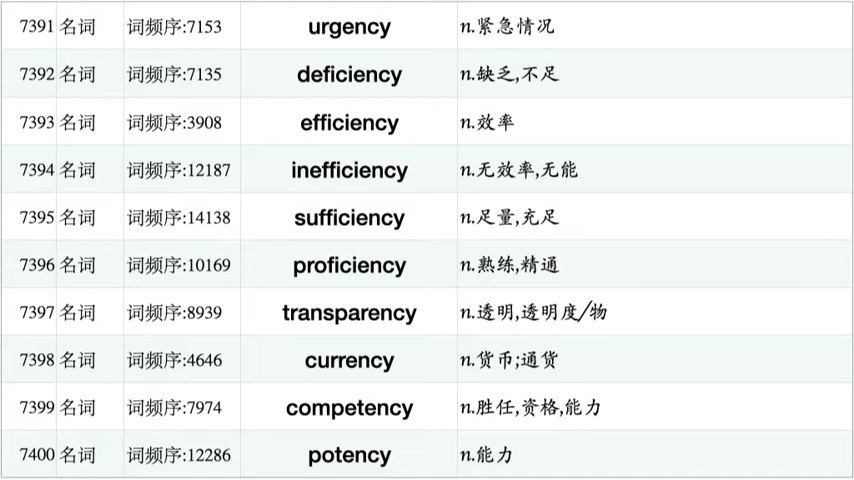 7391 名词 词频序:7153 urgency n.紧急情况
7392 名词 词频序:7135 deficiency n.缺乏,不足
7393 名词 词频序:3908 efficiency n.效率
7394 名词 词频序:12187 inefficiency n.无效率,无能
7395 名词 词频序:14138 sufficiency n.足量,充足
7396 名词 词频序:10169 proficiency n.熟练,精通
7397 名词 词频序:8939 transparency n.透明,透明度/物
7398 名词 词频序:4646 currency n.货币;通货
7399 名词 词频序:7974 competency n.胜任,资格,能力
7400 名词 词频序:12286 potency n.能力